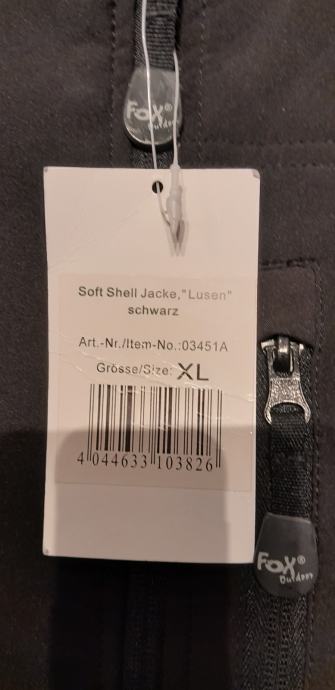 Fox®
Outdoor
Soft Shell Jacke,"Lusen"
schwarz
Art.-Nr./Item-No.:03451A
Grösse/Size: XL
4 044633 103826
Fox®
Outdoor